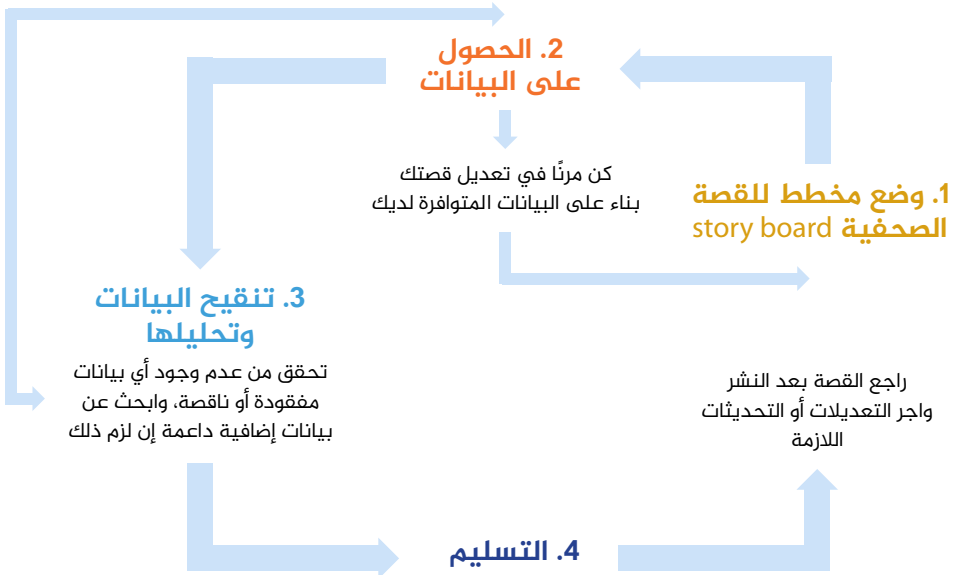 2. الحصول
على البيانات
كن مرنًا في تعديل قصتك
بناء على البيانات المتوافرة لديك
1. وضع مخطط للقصة
الصحفية story board
3. تنقيح البيانات
وتحليلها
تحقق من عدم وجود أي بيانات
مفقودة أو ناقصة، وابحث عن
بيانات إضافية داعمة إن لزم ذلك
راجع القصة بعد النشر
واجر التعديلات أو التحديثات
اللازمة
4. التسليم